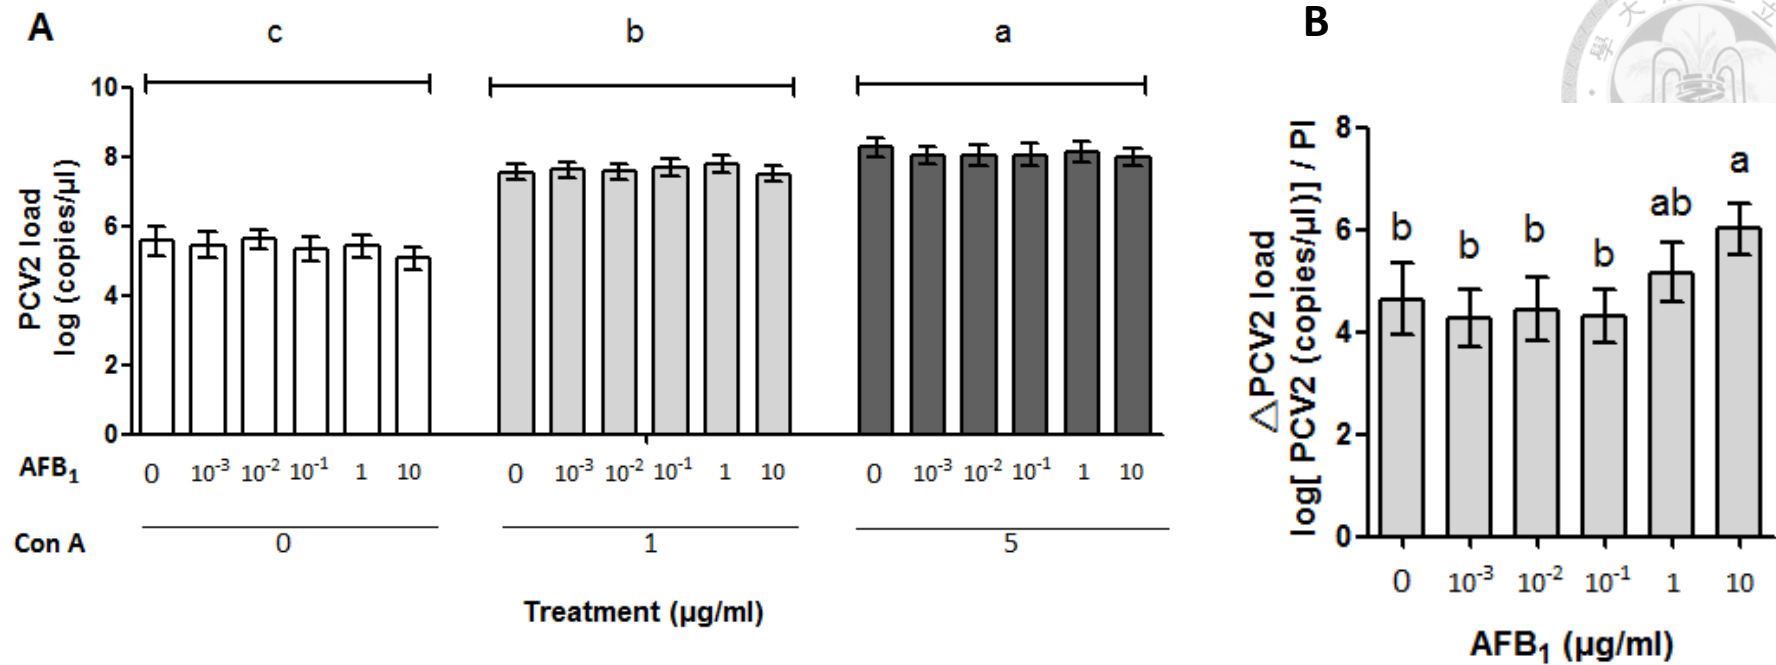 A
c
b
a
10
8
6
4
2
0
PCV2 load
log (copies/µl)
AFB₁
0 10⁻³ 10⁻² 10⁻¹ 1 10
0 10⁻³ 10⁻² 10⁻¹ 1 10
0 10⁻³ 10⁻² 10⁻¹ 1 10
Con A
0
1
5
Treatment (µg/ml)
B
8
6
4
2
0
△PCV2 load
log[ PCV2 (copies/µl)] / PI
b
b
b
b
ab
a
0 10⁻³ 10⁻² 10⁻¹ 1 10
AFB₁ (µg/ml)
學 大
立